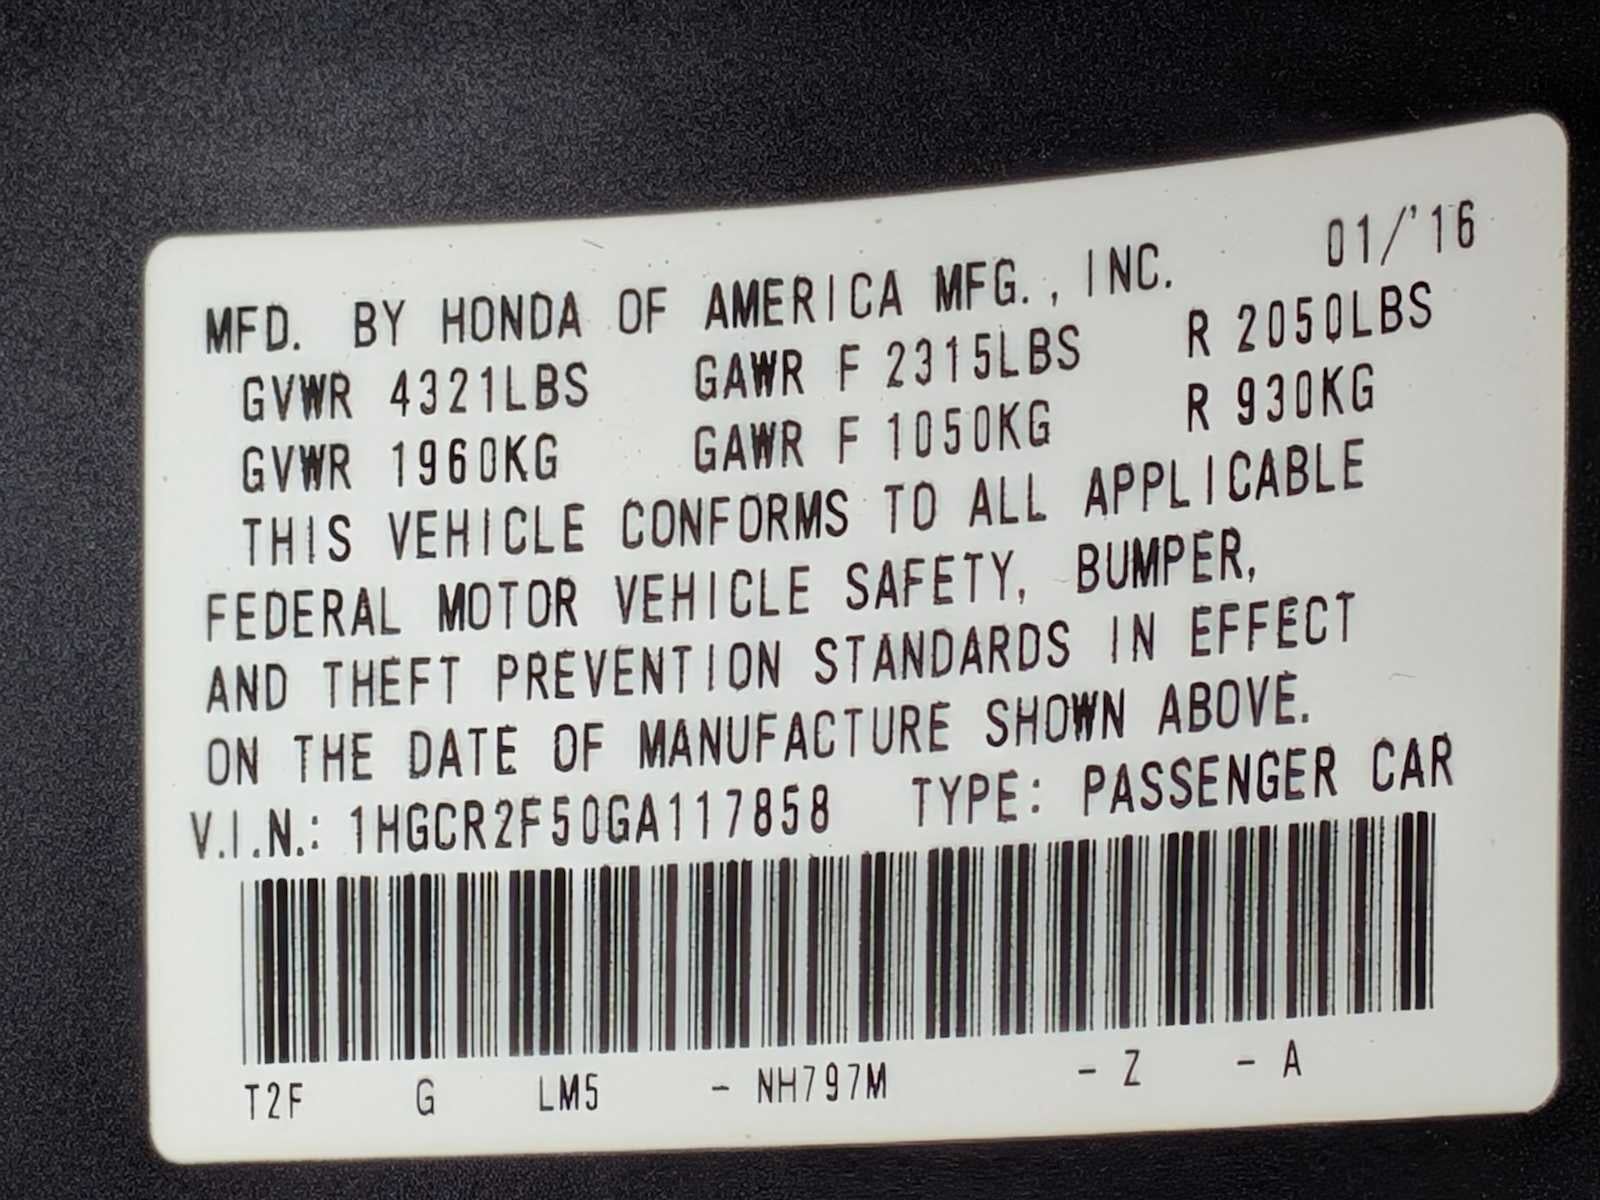 01/'16
MFD. BY HONDA OF AMERICA MFG., INC.
GVWR 4321LBS GAWR F 2315LBS R 2050LBS
GVWR 1960KG GAWR F 1050KG R 930KG
THIS VEHICLE CONFORMS TO ALL APPLICABLE
FEDERAL MOTOR VEHICLE SAFETY, BUMPER,
AND THEFT PREVENTION STANDARDS IN EFFECT
ON THE DATE OF MANUFACTURE SHOWN ABOVE.
V.I.N.: 1HGCR2F50GA117858 TYPE: PASSENGER CAR
T2F G LM5 - NH797M - Z - A